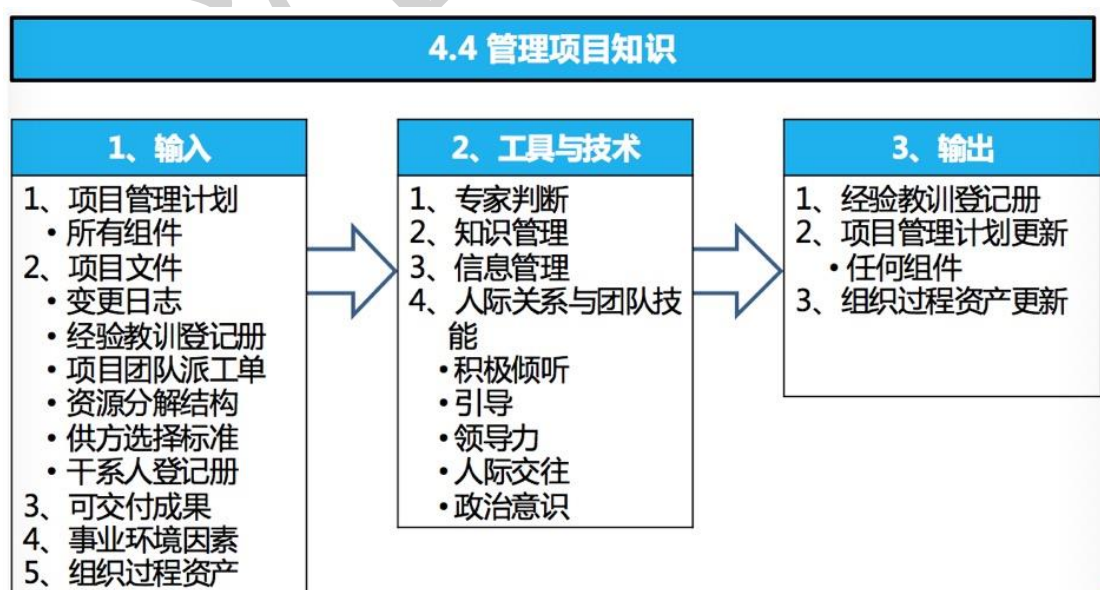 4.4 管理项目知识
1、输入
1、项目管理计划
•所有组件
2、项目文件
•变更日志
•经验教训登记册
•项目团队派工单
•资源分解结构
•供方选择标准
•干系人登记册
3、可交付成果
4、事业环境因素
5、组织过程资产
2、工具与技术
1、专家判断
2、知识管理
3、信息管理
4、人际关系与团队技
能
•积极倾听
•引导
•领导力
•人际交往
•政治意识
3、输出
1、经验教训登记册
2、项目管理计划更新
•任何组件
3、组织过程资产更新